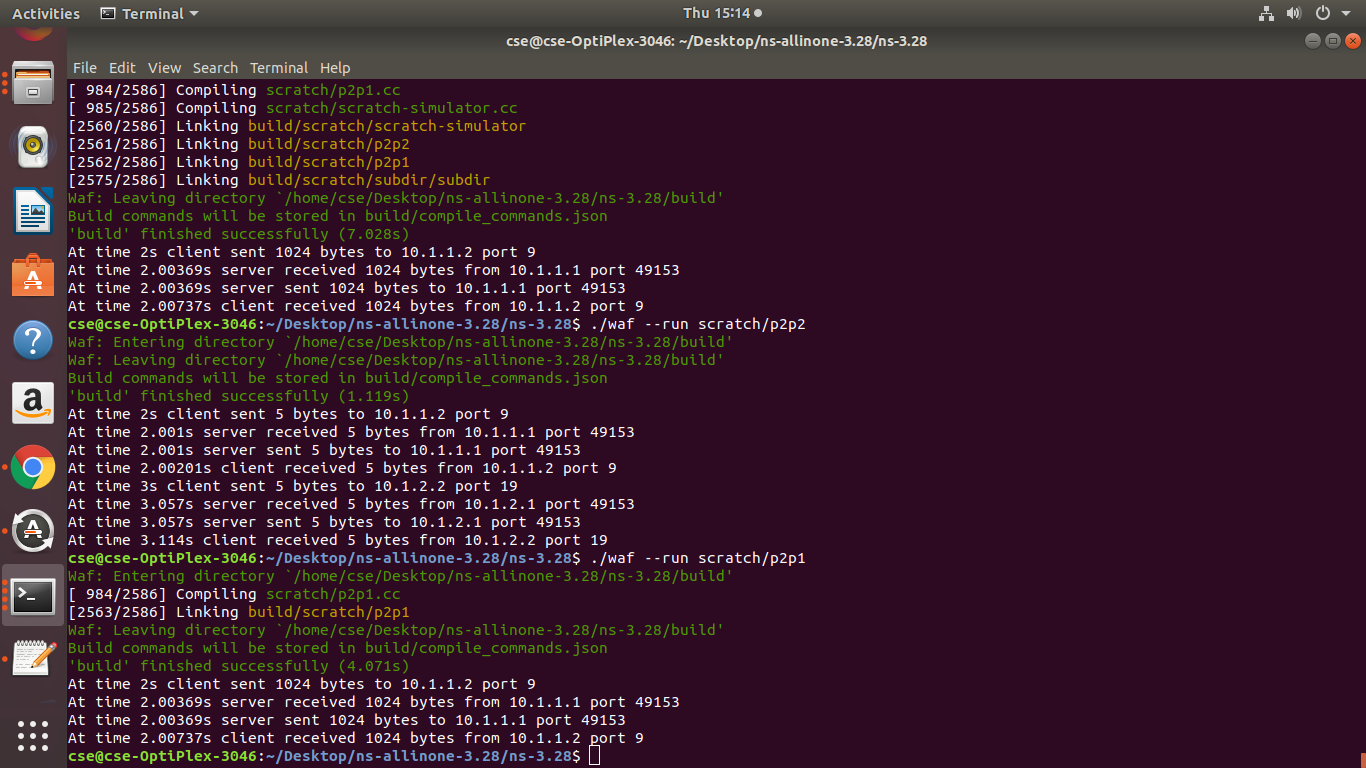 Activities Terminal Thu 15:14
cse@cse-OptiPlex-3046: ~/Desktop/ns-allinone-3.28/ns-3.28
File Edit View Search Terminal Help
[ 984/2586] Compiling scratch/p2p1.cc
[ 985/2586] Compiling scratch/scratch-simulator.cc
[2560/2586] Linking build/scratch/scratch-simulator
[2561/2586] Linking build/scratch/p2p2
[2562/2586] Linking build/scratch/p2p1
[2575/2586] Linking build/scratch/subdir/subdir
Waf: Leaving directory `/home/cse/Desktop/ns-allinone-3.28/ns-3.28/build'
Build commands will be stored in build/compile_commands.json
'build' finished successfully (7.028s)
At time 2s client sent 1024 bytes to 10.1.1.2 port 9
At time 2.00369s server received 1024 bytes from 10.1.1.1 port 49153
At time 2.00369s server sent 1024 bytes to 10.1.1.1 port 49153
At time 2.00737s client received 1024 bytes from 10.1.1.2 port 9
cse@cse-OptiPlex-3046:~/Desktop/ns-allinone-3.28/ns-3.28$ ./waf --run scratch/p2p2
Waf: Entering directory `/home/cse/Desktop/ns-allinone-3.28/ns-3.28/build'
Waf: Leaving directory `/home/cse/Desktop/ns-allinone-3.28/ns-3.28/build'
Build commands will be stored in build/compile_commands.json
'build' finished successfully (1.119s)
At time 2s client sent 5 bytes to 10.1.1.2 port 9
At time 2.001s server received 5 bytes from 10.1.1.1 port 49153
At time 2.001s server sent 5 bytes to 10.1.1.1 port 49153
At time 2.00201s client received 5 bytes from 10.1.1.2 port 9
At time 3s client sent 5 bytes to 10.1.2.2 port 19
At time 3.057s server received 5 bytes from 10.1.2.1 port 49153
At time 3.057s server sent 5 bytes to 10.1.2.1 port 49153
At time 3.114s client received 5 bytes from 10.1.2.2 port 19
cse@cse-OptiPlex-3046:~/Desktop/ns-allinone-3.28/ns-3.28$ ./waf --run scratch/p2p1
Waf: Entering directory `/home/cse/Desktop/ns-allinone-3.28/ns-3.28/build'
[ 984/2586] Compiling scratch/p2p1.cc
[2563/2586] Linking build/scratch/p2p1
Waf: Leaving directory `/home/cse/Desktop/ns-allinone-3.28/ns-3.28/build'
Build commands will be stored in build/compile_commands.json
'build' finished successfully (4.071s)
At time 2s client sent 1024 bytes to 10.1.1.2 port 9
At time 2.00369s server received 1024 bytes from 10.1.1.1 port 49153
At time 2.00369s server sent 1024 bytes to 10.1.1.1 port 49153
At time 2.00737s client received 1024 bytes from 10.1.1.2 port 9
cse@cse-OptiPlex-3046:~/Desktop/ns-allinone-3.28/ns-3.28$